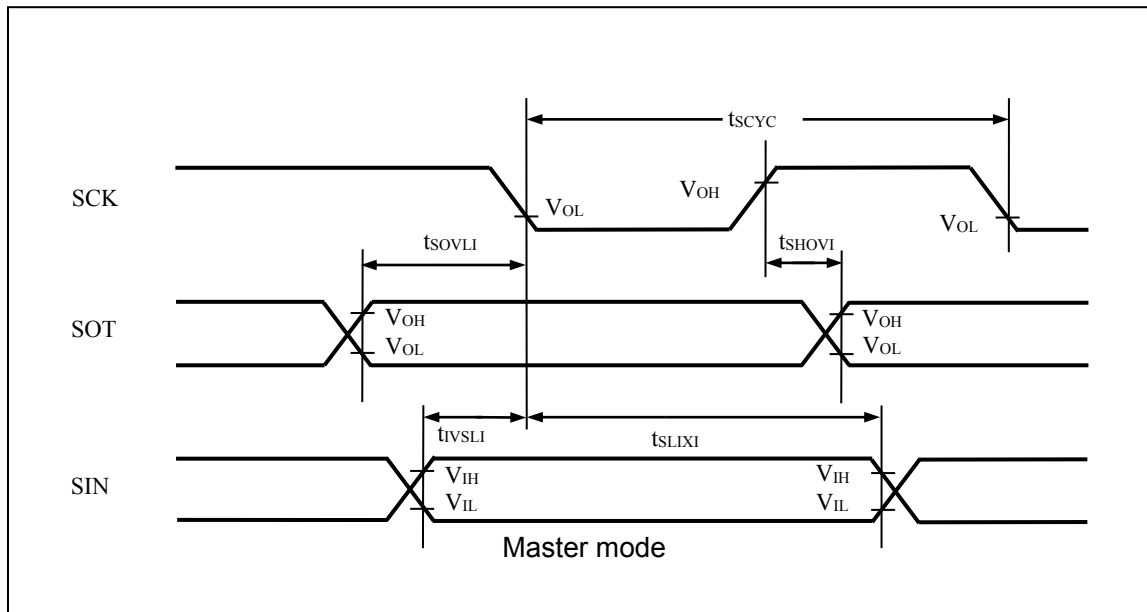 tSCYC
SCK
VOL
VOH
VOL
tSOVLI
tSHOVI
SOT
VOH
VOL
VOH
VOL
tIVSLI
tSLIXI
SIN
VIH
VIL
VIH
VIL
Master mode